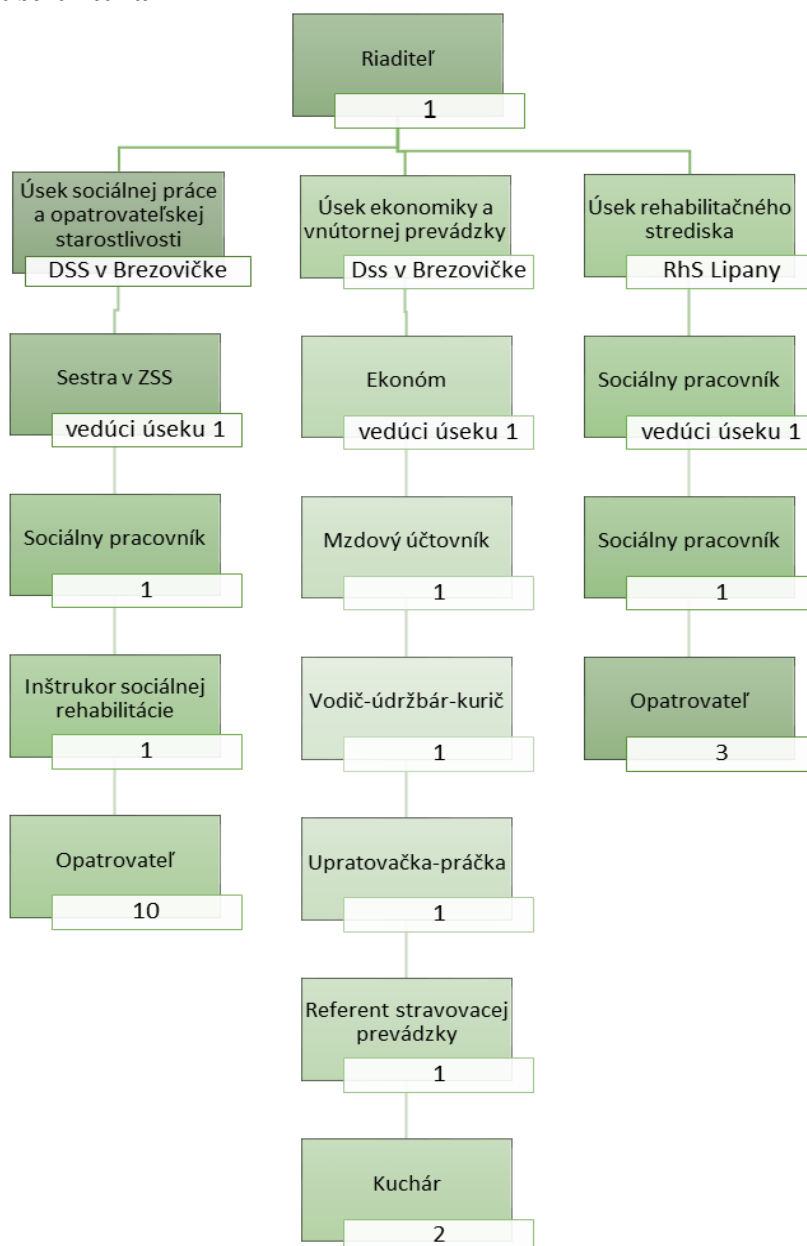 Riaditeľ
1
Úsek sociálnej práce
a opatrovateľskej
starostlivosti
DSS v Brezovičke
Sestra v ZSS
vedúci úseku 1
Sociálny pracovník
1
Inštrukor sociálnej
rehabilitácie
1
Opatrovateľ
10
Úsek ekonomiky a
vnútornej prevádzky
Dss v Brezovičke
Ekonóm
vedúci úseku 1
Mzdový účtovník
1
Vodič-údržbár-kurič
1
Upratovačka-práčka
1
Referent stravovacej
prevádzky
1
Kuchár
2
Úsek rehabilitačného
strediska
RhS Lipany
Sociálny pracovník
vedúci úseku 1
Sociálny pracovník
1
Opatrovateľ
3